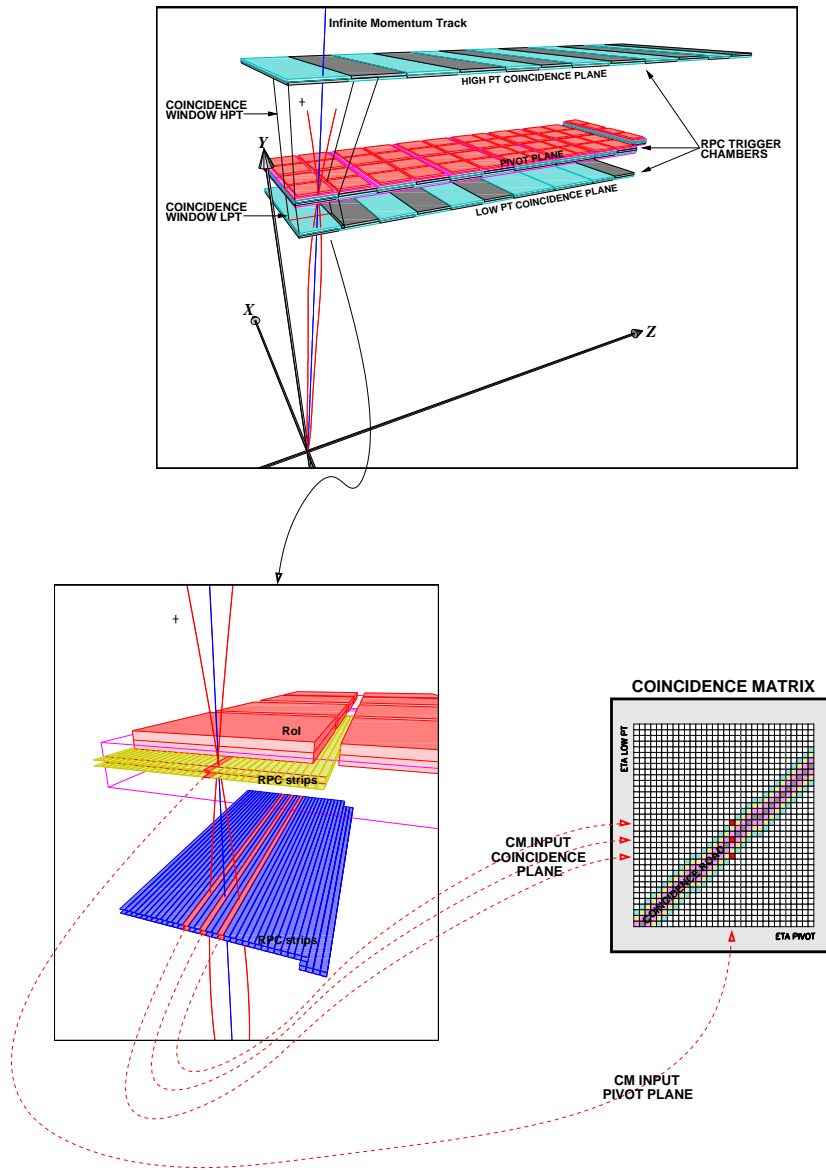 Infinite Momentum Track
HIGH PT COINCIDENCE PLANE
COINCIDENCE
WINDOW HPT
Y
RPC TRIGGER
CHAMBERS
PIVOT PLANE
COINCIDENCE
WINDOW LPT
LOW PT COINCIDENCE PLANE
X
Z
RoI
RPC strips
RPC strips
COINCIDENCE MATRIX
ETA LOW PT
COINCIDENCE ROAD
ETA PIVOT
CM INPUT
COINCIDENCE
PLANE
CM INPUT
PIVOT PLANE